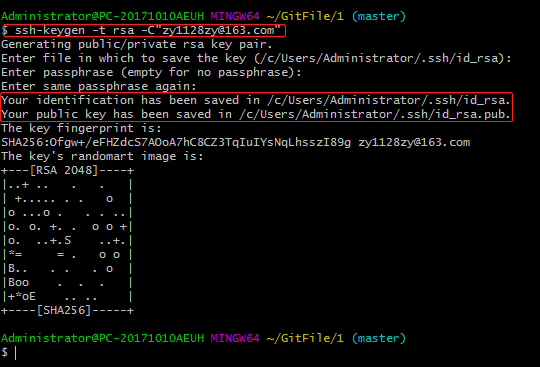 Administrator@PC-20171010AEUH MINGW64 ~/GitFile/1 (master)
$ ssh-keygen -t rsa -C"zy1128zy@163.com"
Generating public/private rsa key pair.
Enter file in which to save the key (/c/Users/Administrator/.ssh/id_rsa):
Enter passphrase (empty for no passphrase):
Enter same passphrase again:
Your identification has been saved in /c/Users/Administrator/.ssh/id_rsa.
Your public key has been saved in /c/Users/Administrator/.ssh/id_rsa.pub.
The key fingerprint is:
SHA256:Ofgw+/eFHZdcS7AOoA7hC8CZ3TqIuIYsNqLhsszI89g zy1128zy@163.com
The key's randomart image is:
+---[RSA 2048]----+
|..+ ..   .   .   |
| +..... . .   o  |
|o ...o .   . . ..|
|o. o. +. .  o o +|
|o.  ..+.S    ..+.|
|*=     = .   o o |
|B..   . .   . o  |
|Boo    .  .  .   |
|+*oE    .. ..    |
+----[SHA256]-----+
Administrator@PC-20171010AEUH MINGW64 ~/GitFile/1 (master)
$